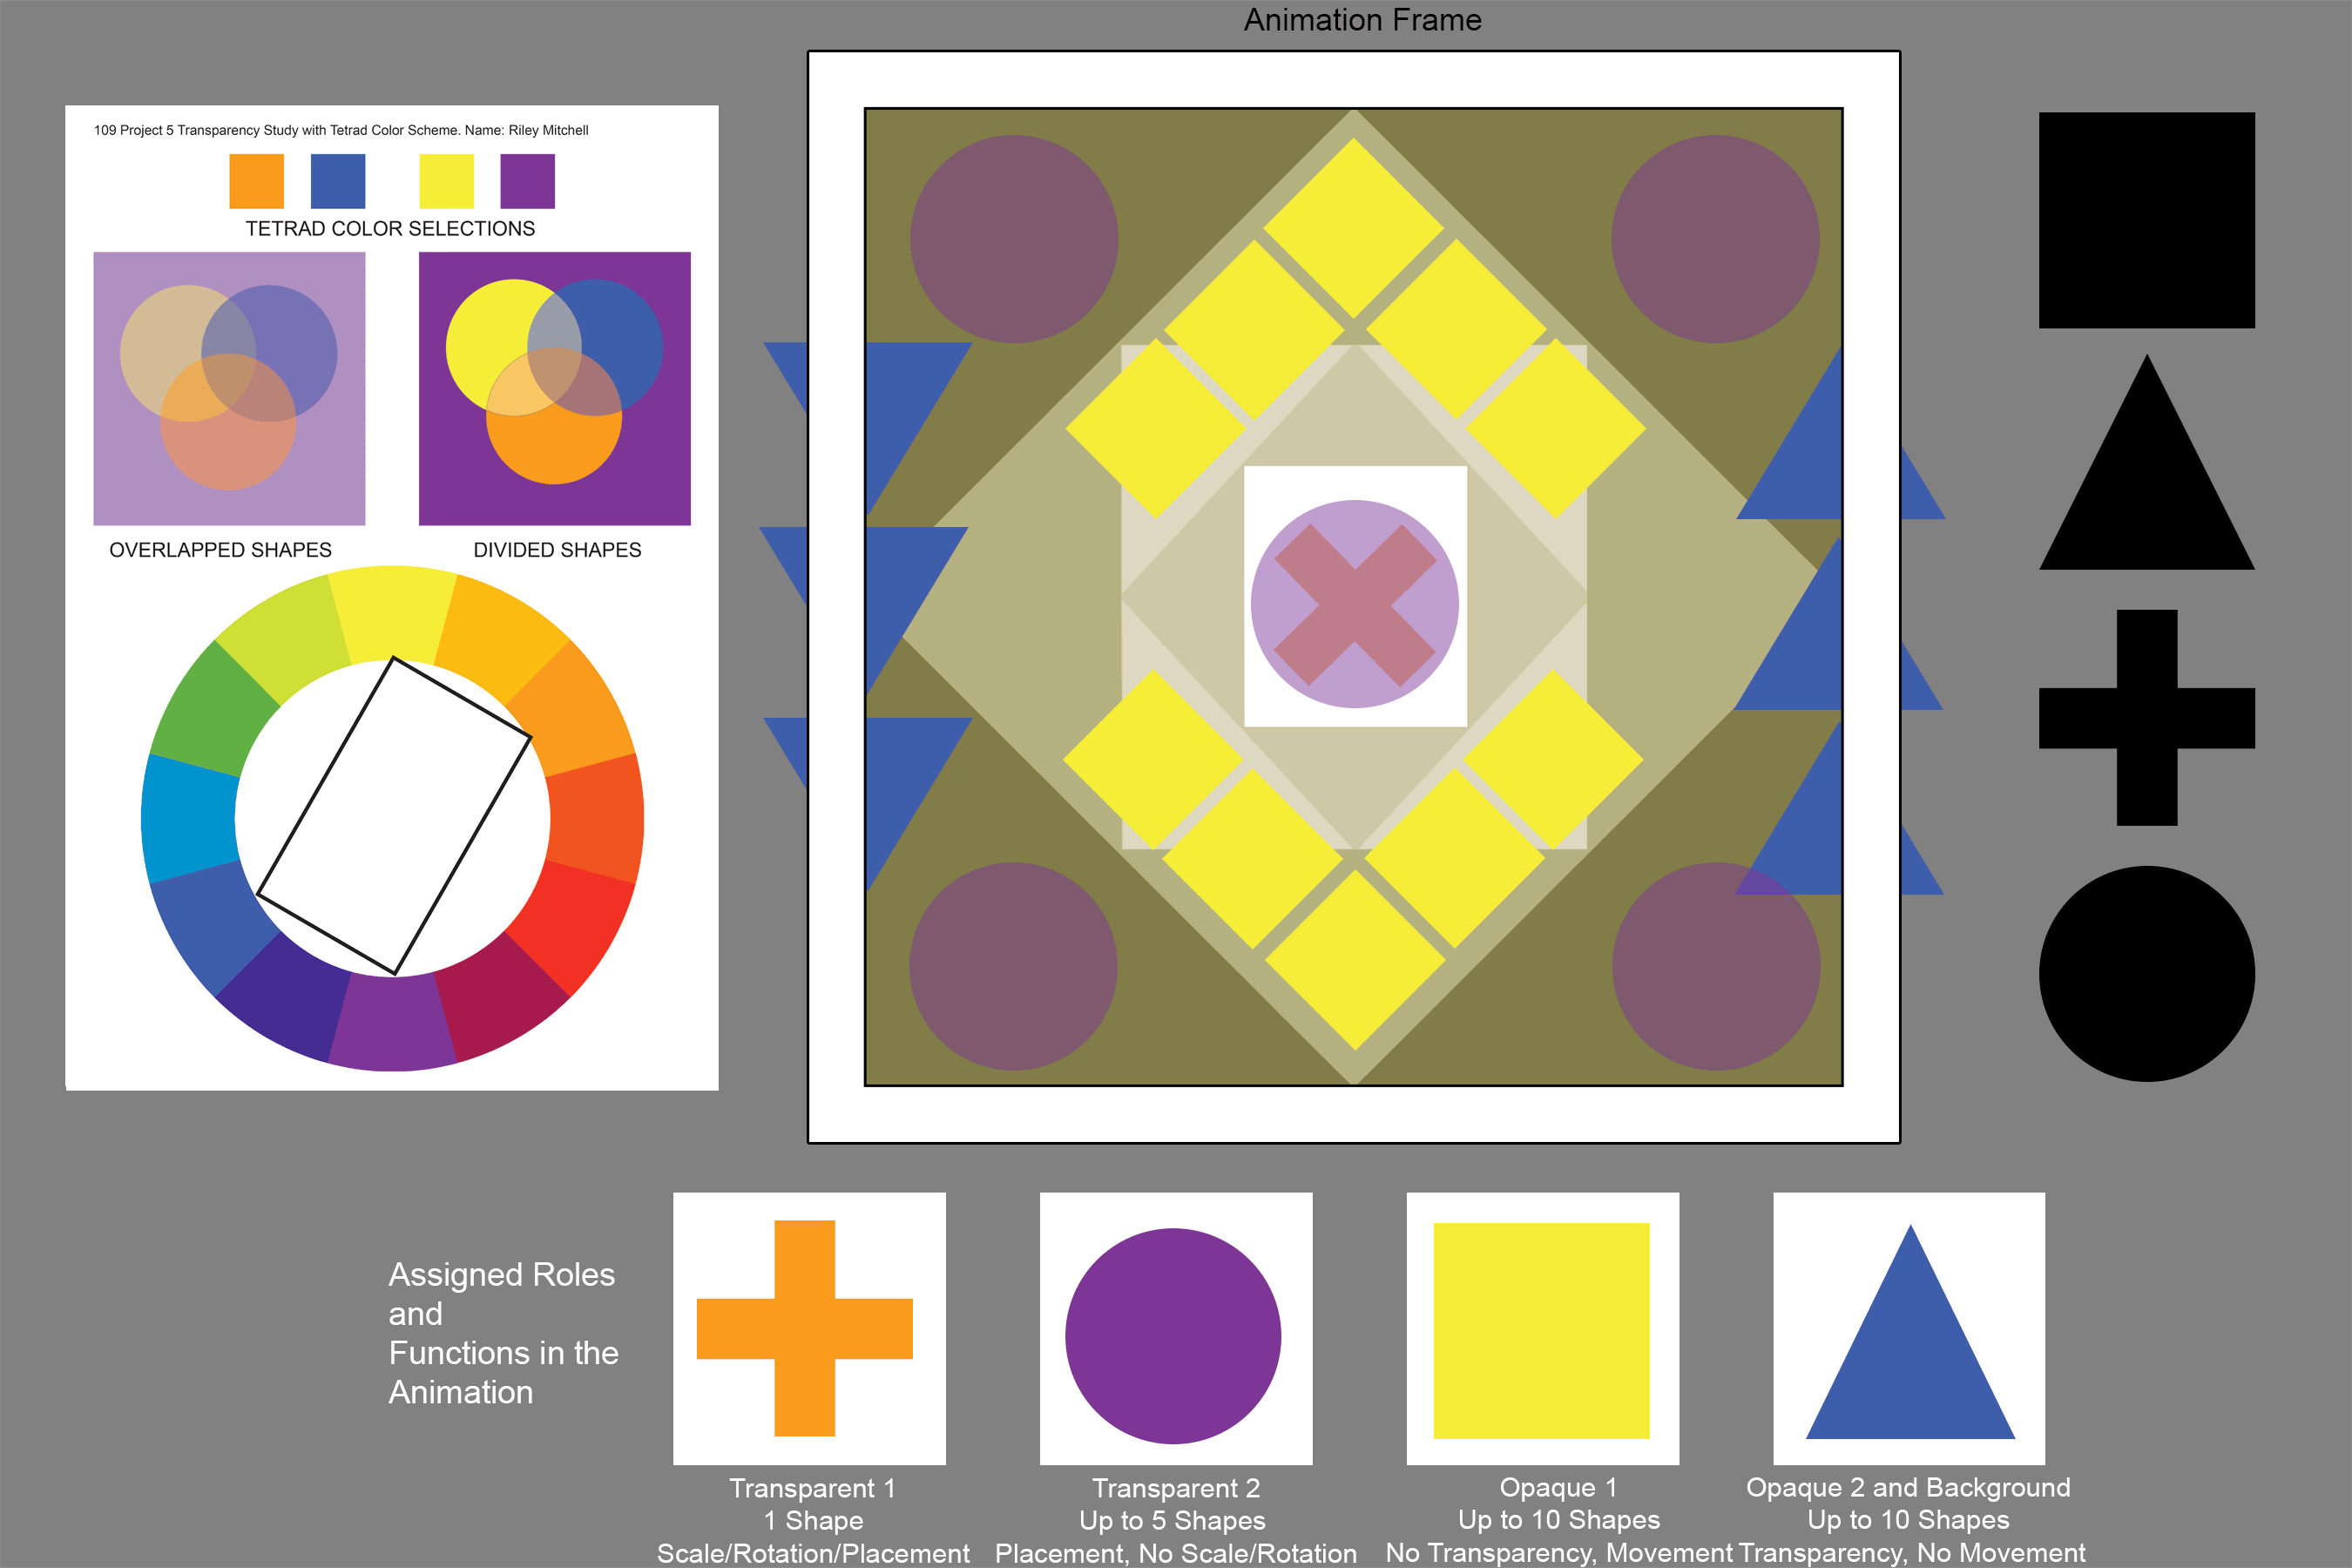 Animation Frame
109 Project 5 Transparency Study with Tetrad Color Scheme. Name: Riley Mitchell
TETRAD COLOR SELECTIONS
OVERLAPPED SHAPES
DIVIDED SHAPES
Assigned Roles
and
Functions in the
Animation
Transparent 1
1 Shape
Scale/Rotation/Placement
Transparent 2
Up to 5 Shapes
Placement, No Scale/Rotation
Opaque 1
Up to 10 Shapes
No Transparency, Movement
Opaque 2 and Background
Up to 10 Shapes
Transparency, No Movement